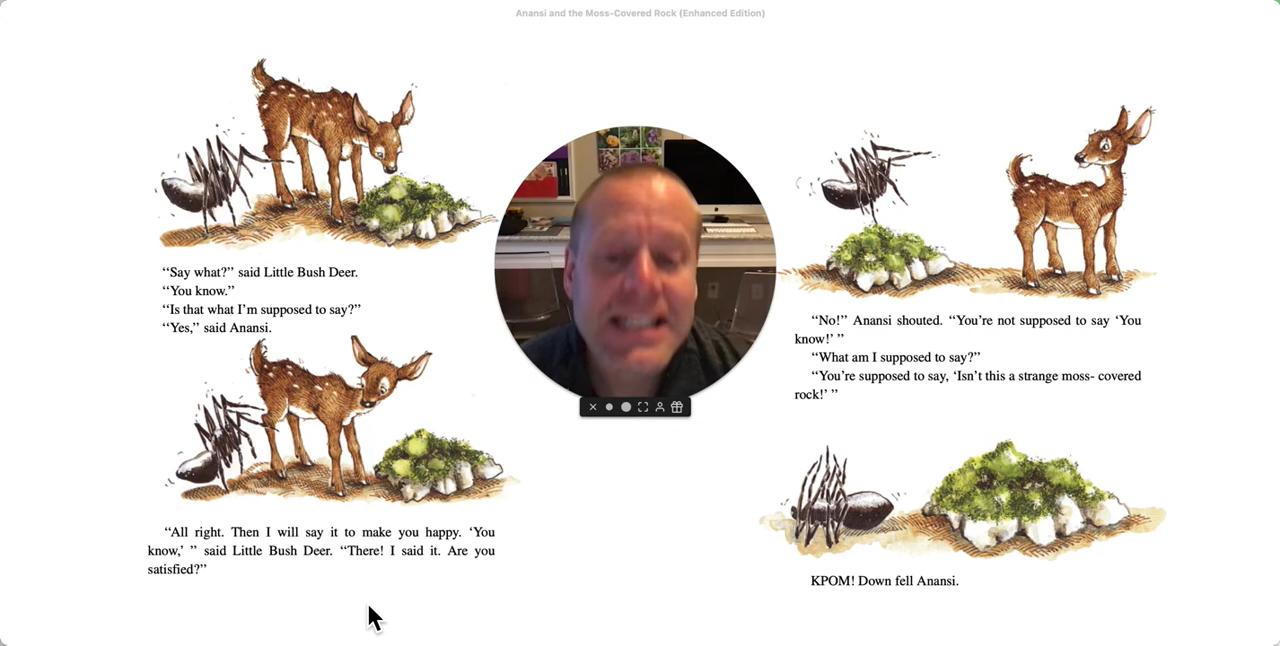 Anansi and the Moss-Covered Rock (Enhanced Edition)
“Say what?” said Little Bush Deer.
“You know.”
“Is that what I’m supposed to say?”
“Yes,” said Anansi.
“All right. Then I will say it to make you happy. ‘You
know,’ ” said Little Bush Deer. “There! I said it. Are you
satisfied?”
“No!” Anansi shouted. “You’re not supposed to say ‘You
know!’ ”
“What am I supposed to say?”
“You’re supposed to say, ‘Isn’t this a strange moss- covered
rock!’ ”
KPOM! Down fell Anansi.